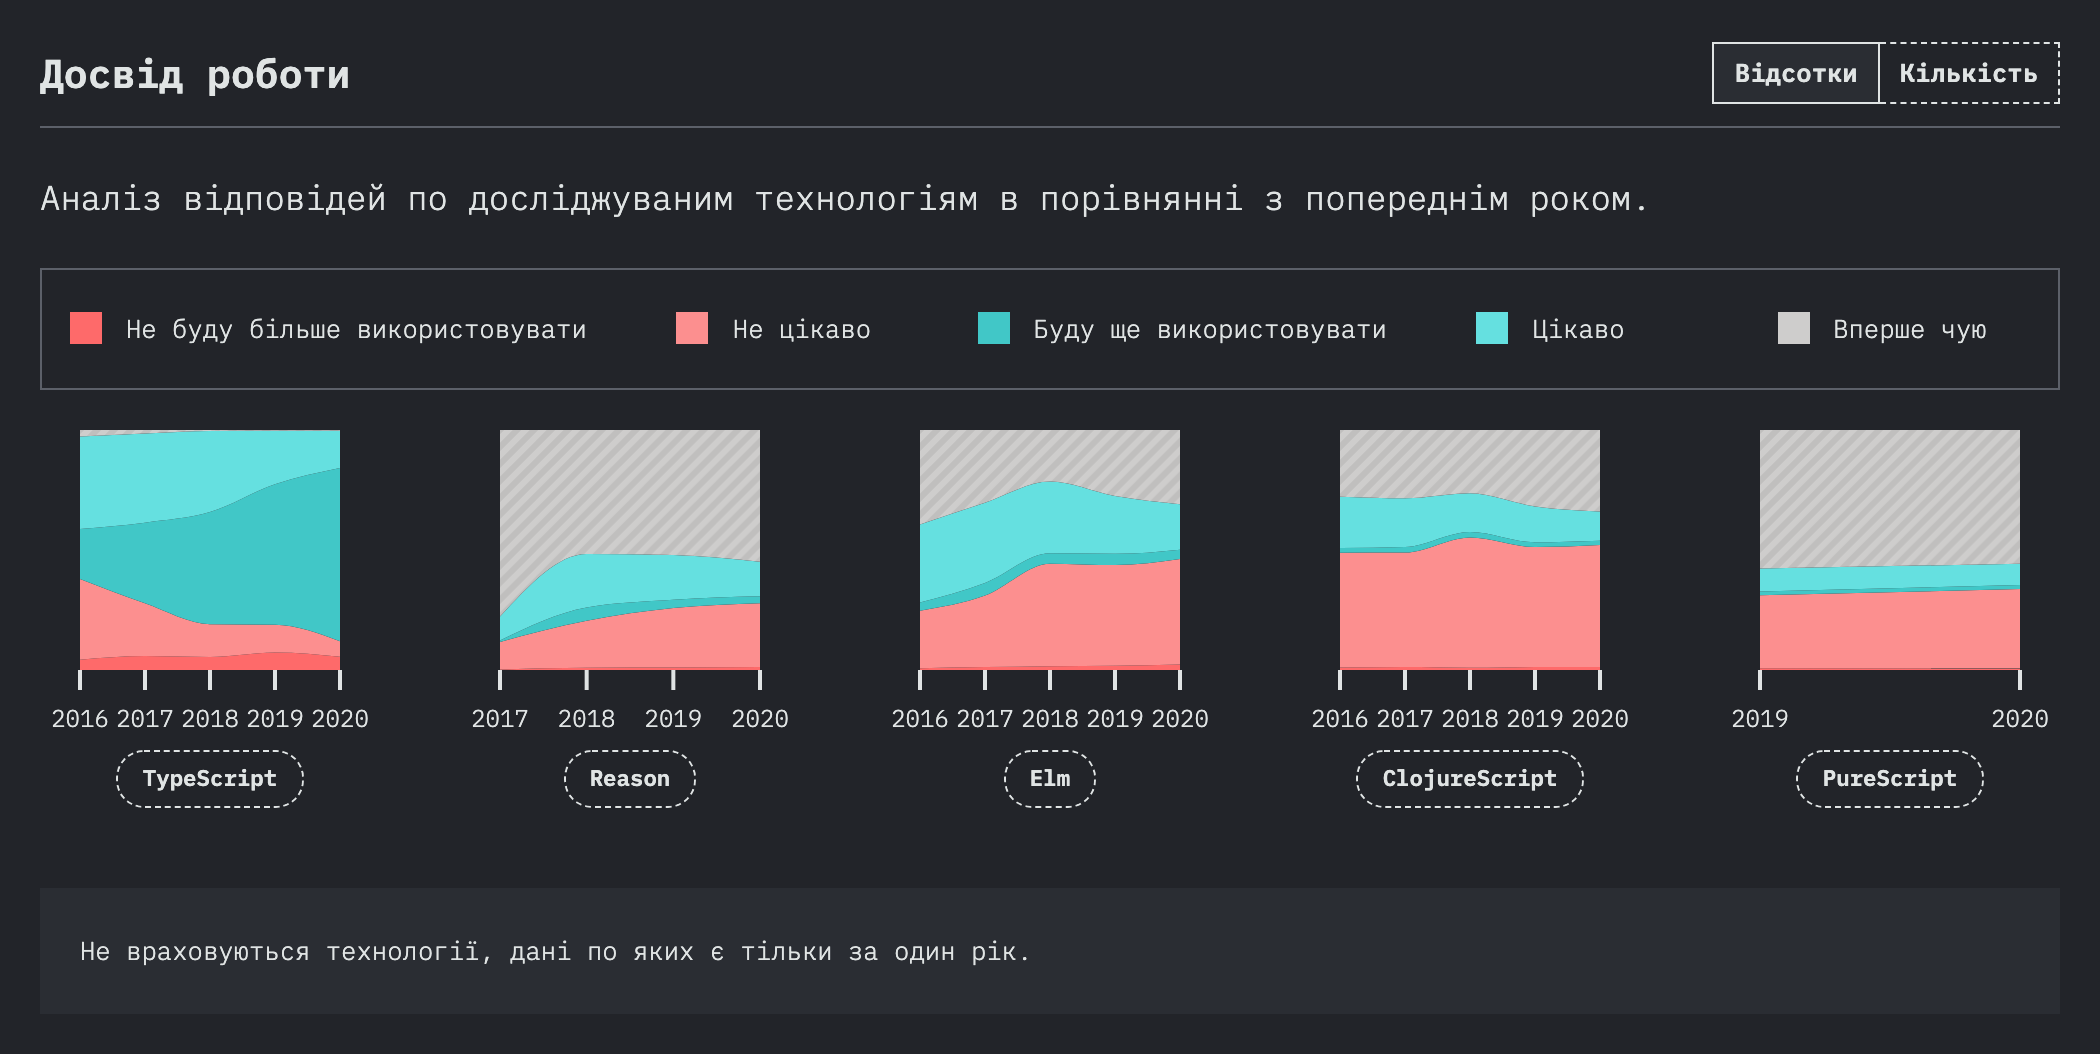 Досвід роботи
Відсотки Кількість
Аналіз відповідей по досліджуваним технологіям в порівнянні з попереднім роком.
Не буду більше використовувати Не цікаво Буду ще використовувати Цікаво Вперше чую
2016 2017 2018 2019 2020 2017 2018 2019 2020 2016 2017 2018 2019 2020 2016 2017 2018 2019 2020 2019 2020
TypeScript Reason Elm ClojureScript PureScript
Не враховуються технології, дані по яких є тільки за один рік.